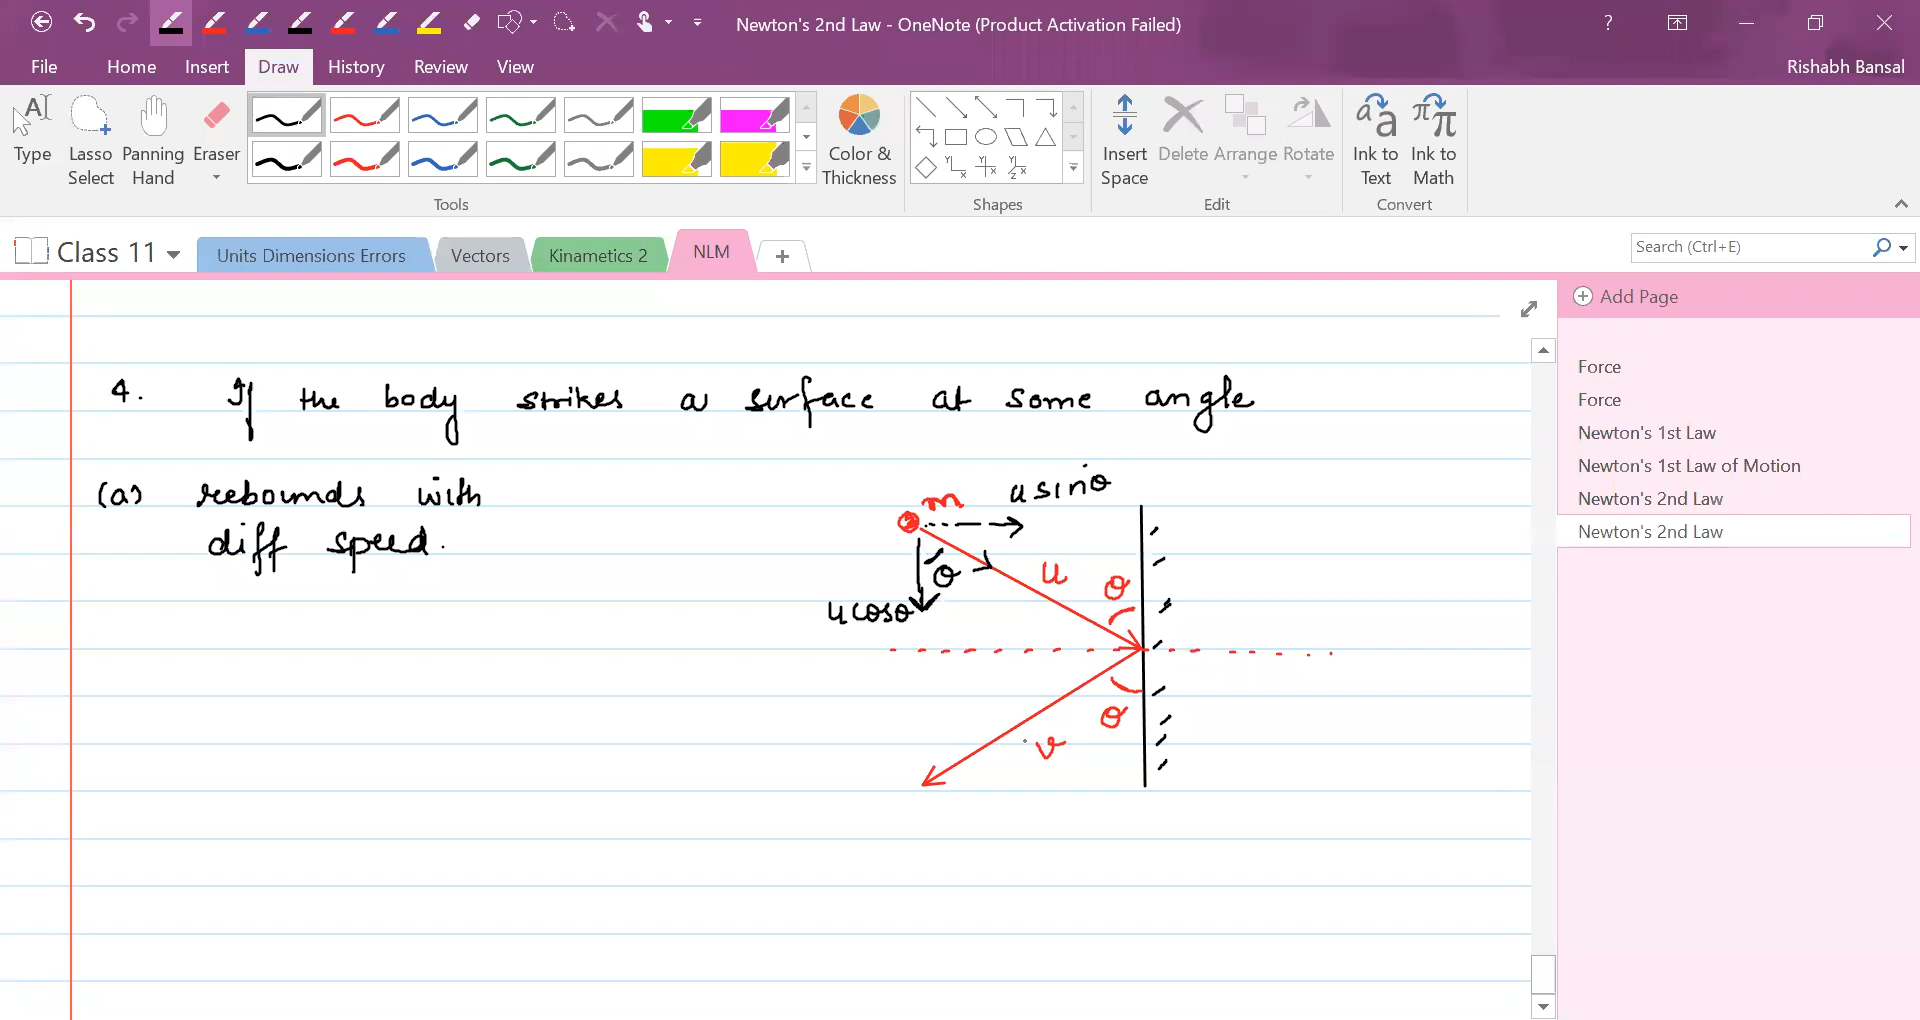 Newton's 2nd Law - OneNote (Product Activation Failed)
?
File Home Insert Draw History Review View
Rishabh Bansal
Type
Lasso Select
Panning Hand
Eraser
Color & Thickness
Insert Space
Delete
Arrange
Rotate
Ink to Text
Ink to Math
Tools
Shapes
Edit
Convert
Class 11
Units Dimensions Errors
Vectors
Kinametics 2
NLM
Search (Ctrl+E)
Add Page
Force
Force
Newton's 1st Law
Newton's 1st Law of Motion
Newton's 2nd Law
Newton's 2nd Law
4. If the body strikes a surface at some angle
(a) rebounds with
diff speed.
m
u sinθ
θ
u
θ
u cosθ
θ
v